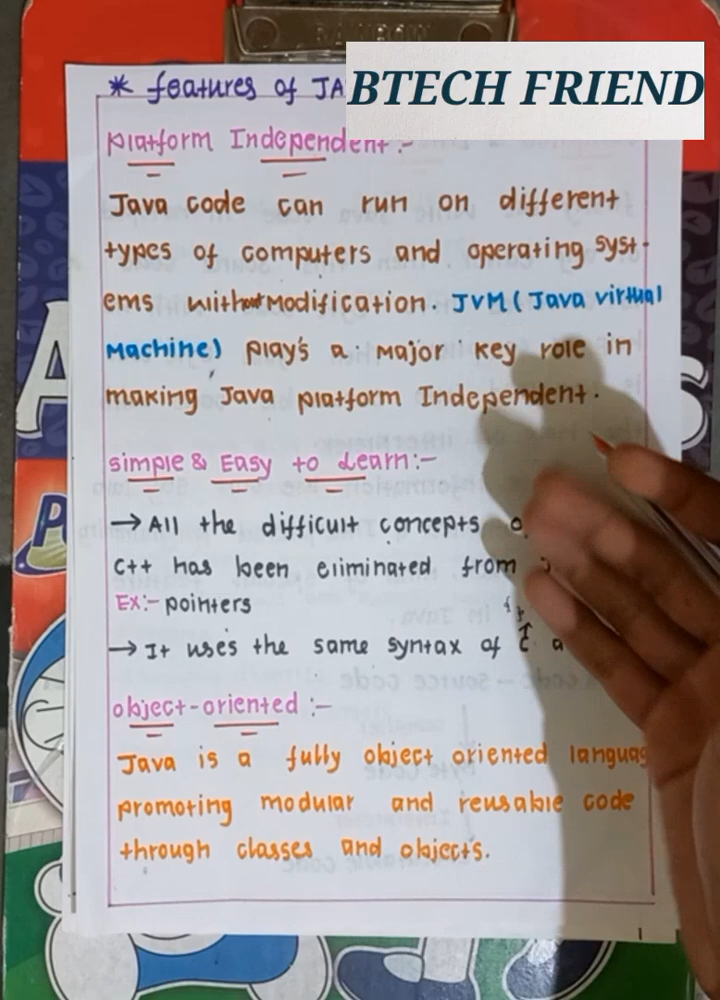 RAINBOW
* features of JA
BTECH FRIEND
Platform Independent :-
Java code can run on different
types of computers and operating syst-
ems without Modification. JVM (Java virtual
Machine) play's a major key role in
making Java platform Independent.
simple & Easy to Learn:-
→ All the difficult concepts
C++ has been eliminated from
Ex:- pointers
→ It uses the same syntax of C
object-oriented :-
Java is a fully object oriented languag
promoting modular and reusable code
through classes and objects.